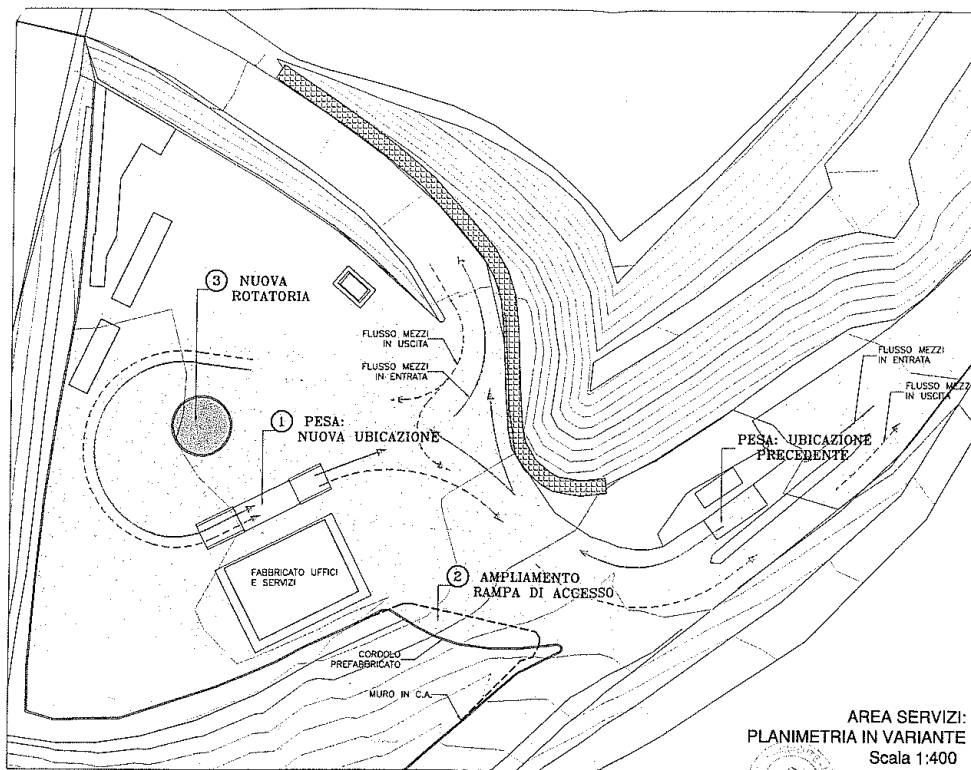 3 NUOVA
ROTATORIA
FLUSSO MEZZI
IN USCITA
FLUSSO MEZZI
IN ENTRATA
1 PESA:
NUOVA UBICAZIONE
FLUSSO MEZZI
IN ENTRATA
FLUSSO MEZZI
IN USCITA
PESA: UBICAZIONE
PRECEDENTE
FABBRICATO UFFICI
E SERVIZI
2 AMPLIAMENTO
RAMPA DI ACCESSO
CORDOLO
PREFABBRICATO
MURO IN C.A.
AREA SERVIZI:
PLANIMETRIA IN VARIANTE
Scala 1:400